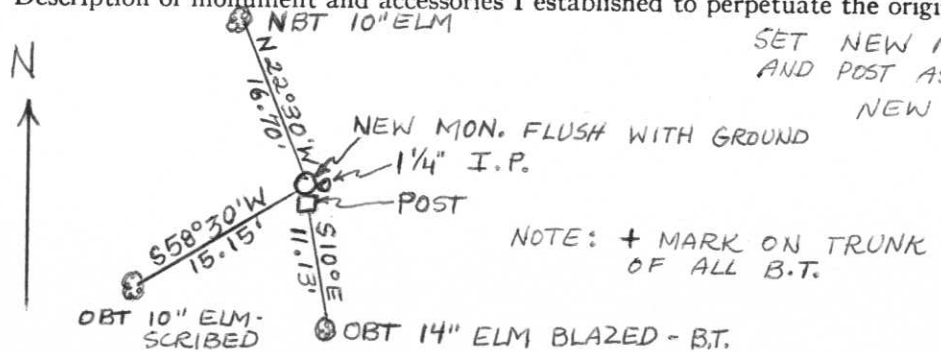 Description of monument and accessories I established to perpetuate the origi
NBT 10" ELM
SET NEW
AND POST
NEW
N
N 22°30'W
16.70'
NEW MON. FLUSH WITH GROUND
1 1/4" I.P.
POST
S58°30'W
15.15'
S10°E
11.13'
NOTE: + MARK ON TRUNK
OF ALL B.T.
OBT 10" ELM-
SCRIBED
OBT 14" ELM BLAZED - B.T.